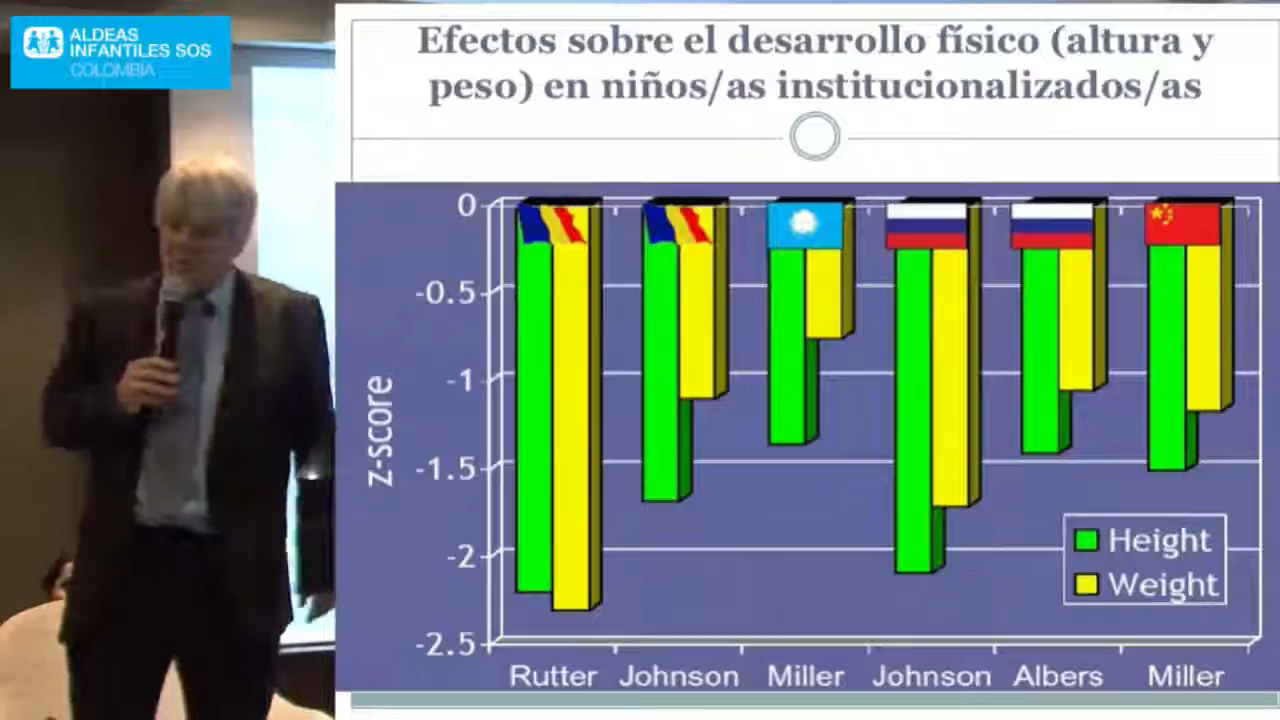 ALDEAS
INFANTILES SOS
COLOMBIA
Efectos sobre el desarrollo físico (altura y
peso) en niños/as institucionalizados/as
0
-0.5
-1
-1.5
-2
-2.5
z-score
Height
Weight
Rutter Johnson Miller Johnson Albers Miller